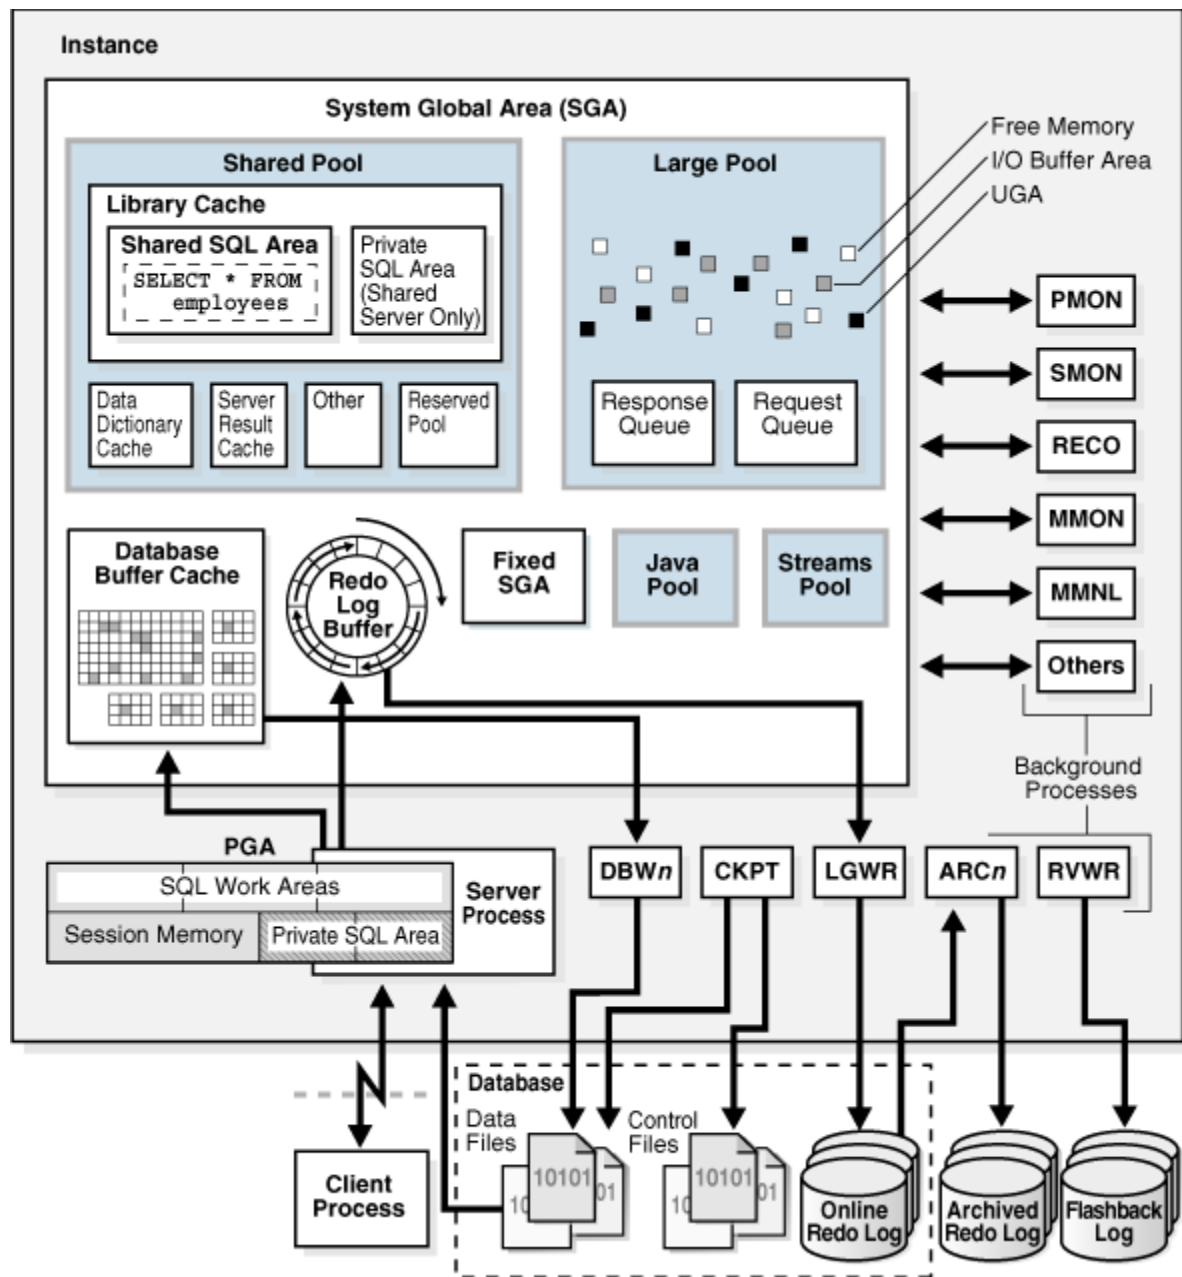 Instance
System Global Area (SGA)
Shared Pool
Library Cache
Shared SQL Area
SELECT * FROM
employees
Private
SQL Area
(Shared
Server Only)
Data
Dictionary
Cache
Server
Result
Cache
Other
Reserved
Pool
Large Pool
Response
Queue
Request
Queue
Free Memory
I/O Buffer Area
UGA
Database
Buffer Cache
Redo
Log
Buffer
Fixed
SGA
Java
Pool
Streams
Pool
PMON
SMON
RECO
MMON
MMNL
Others
Background
Processes
PGA
SQL Work Areas
Session Memory
Private SQL Area
Server
Process
DBWn
CKPT
LGWR
ARCn
RVWR
Client
Process
Database
Data
Files
10101
10
01
Control
Files
10101
10
01
Online
Redo Log
Archived
Redo Log
Flashback
Log